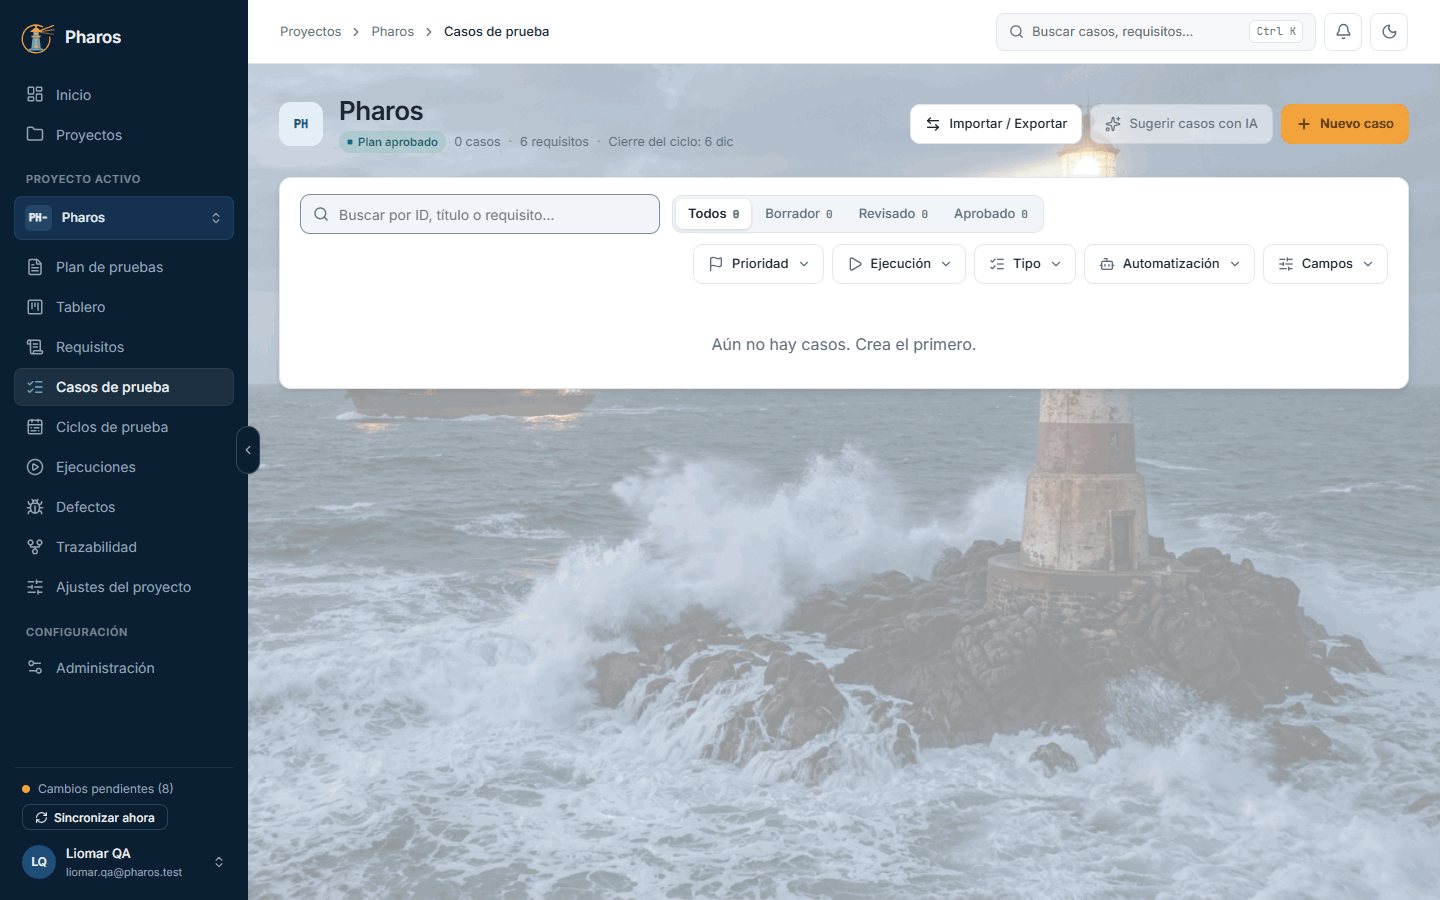 Pharos
Inicio
Proyectos
PROYECTO ACTIVO
PH- Pharos
Plan de pruebas
Tablero
Requisitos
Casos de prueba
Ciclos de prueba
Ejecuciones
Defectos
Trazabilidad
Ajustes del proyecto
CONFIGURACIÓN
Administración
Cambios pendientes (8)
Sincronizar ahora
LQ Liomar QA
liomar.qa@pharos.test
Proyectos > Pharos > Casos de prueba
Buscar casos, requisitos... Ctrl K
PH Pharos
Plan aprobado 0 casos · 6 requisitos · Cierre del ciclo: 6 dic
Importar / Exportar Sugerir casos con IA + Nuevo caso
Buscar por ID, título o requisito... Todos 0 Borrador 0 Revisado 0 Aprobado 0
Prioridad Ejecución Tipo Automatización Campos
Aún no hay casos. Crea el primero.